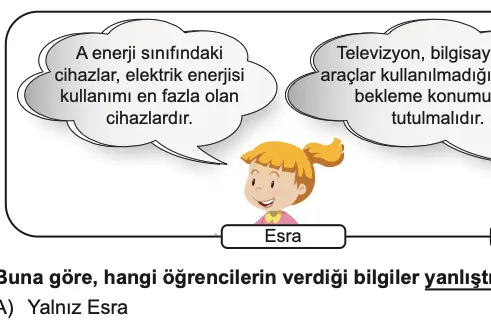 A enerji sınıfındaki
cihazlar, elektrik enerjisi
kullanımı en fazla olan
cihazlardır.
Televizyon, bilgisay
araçlar kullanılmadığı
bekleme konumu
tutulmalıdır.
Esra
Buna göre, hangi öğrencilerin verdiği bilgiler yanlıştı
A) Yalnız Esra